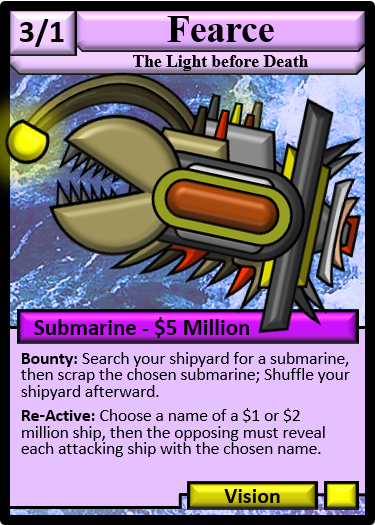 3/1
Fearce
The Light before Death
Submarine - $5 Million
Bounty: Search your shipyard for a submarine,
then scrap the chosen submarine; Shuffle your
shipyard afterward.
Re-Active: Choose a name of a $1 or $2
million ship, then the opposing must reveal
each attacking ship with the chosen name.
Vision